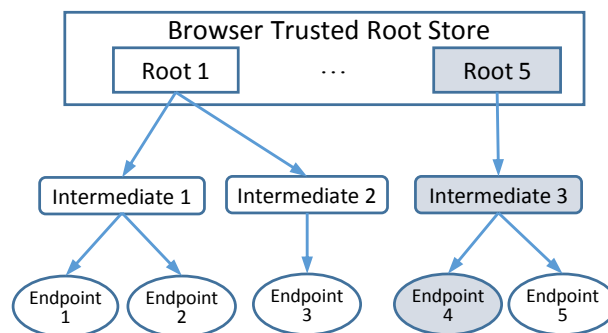 Browser Trusted Root Store
Root 1
...
Root 5
Intermediate 1
Intermediate 2
Intermediate 3
Endpoint
1
Endpoint
2
Endpoint
3
Endpoint
4
Endpoint
5